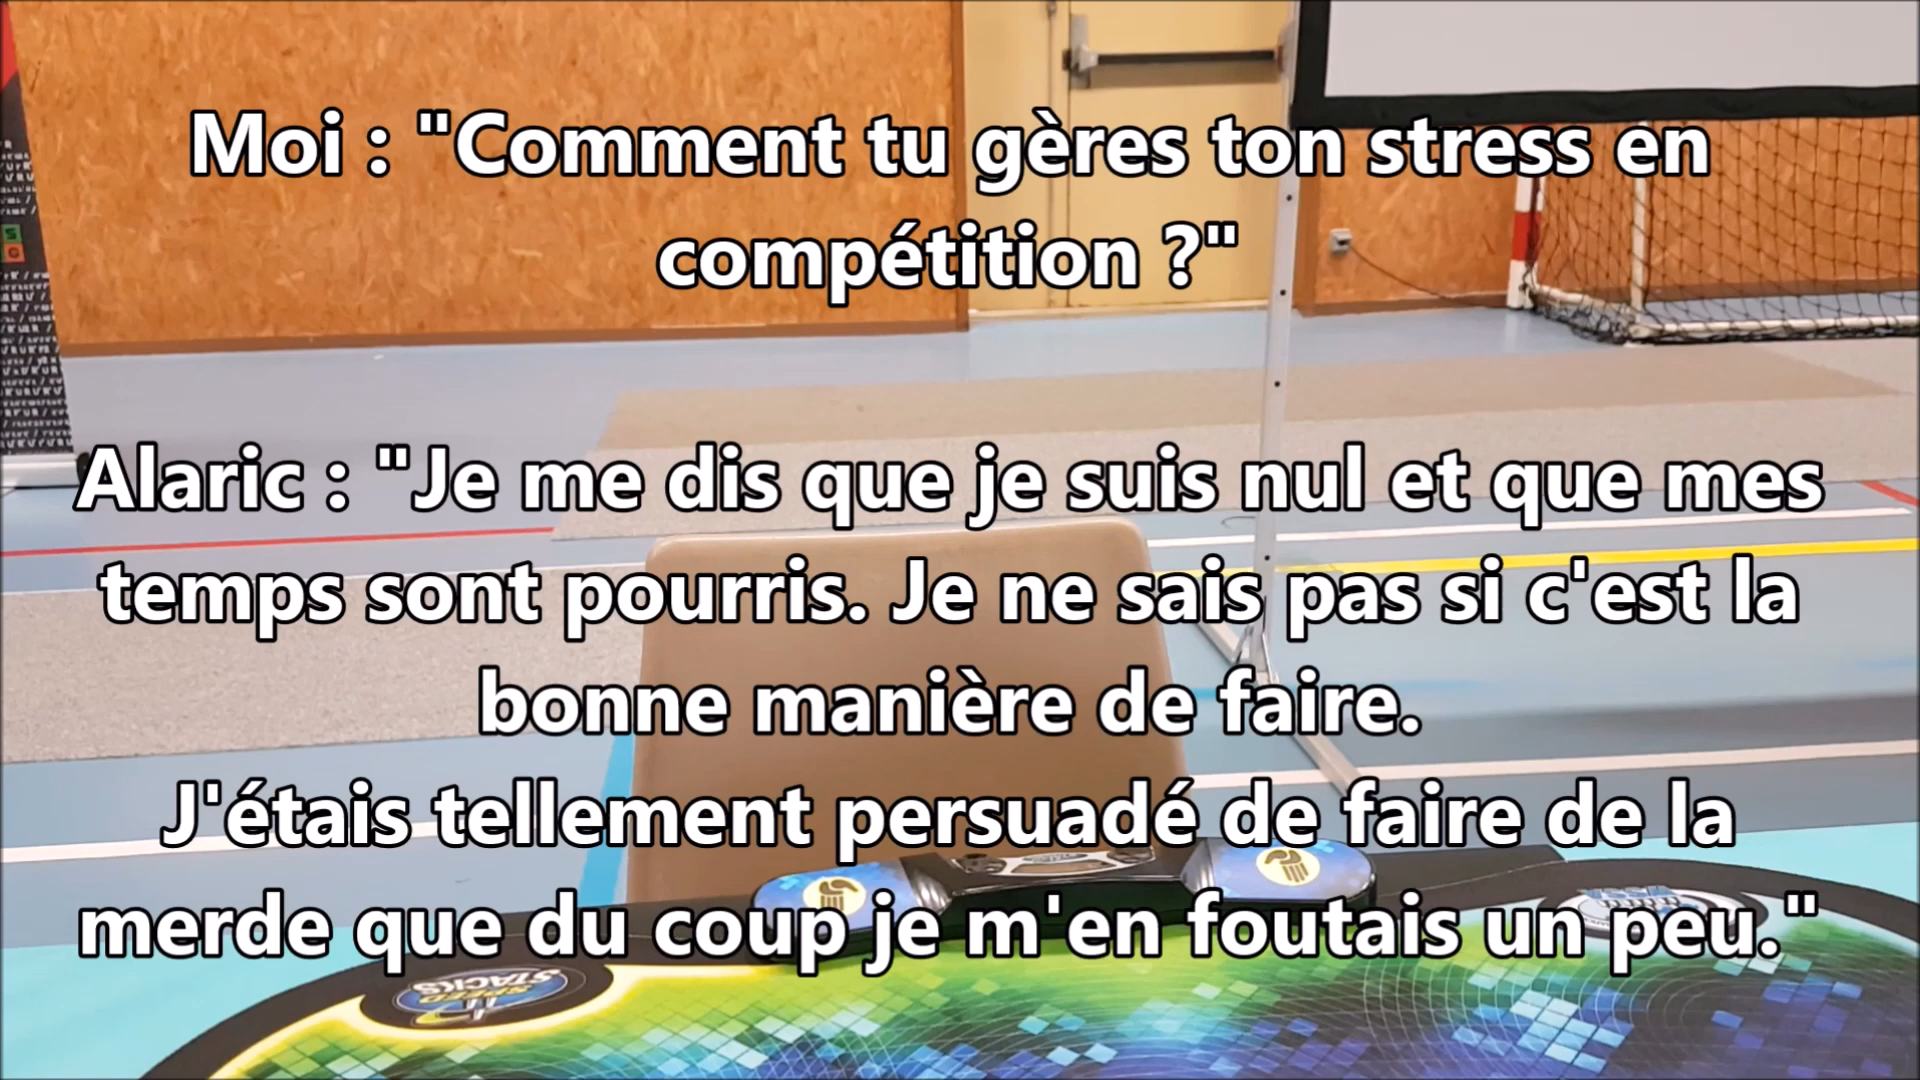 Moi : "Comment tu gères ton stress en
compétition ?"
Alaric : "Je me dis que je suis nul et que mes
temps sont pourris. Je ne sais pas si c'est la
bonne manière de faire.
J'étais tellement persuadé de faire de la
merde que du coup je m'en foutais un peu."
SPEED
STACKS